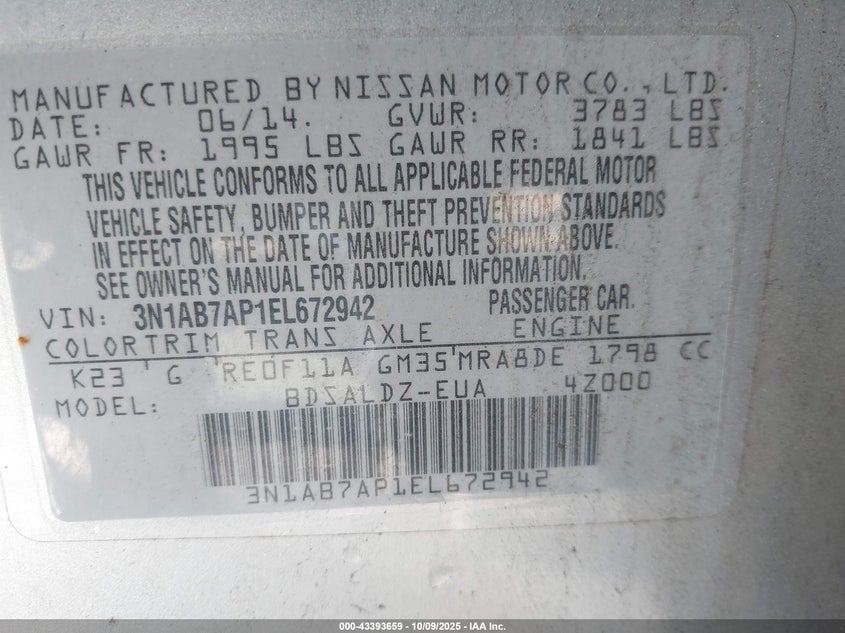 MANUFACTURED BY NISSAN MOTOR CO., LTD.
DATE: 06/14. GVWR: 3783 LBS
GAWR FR: 1995 LBS GAWR RR: 1841 LBS
THIS VEHICLE CONFORMS TO ALL APPLICABLE FEDERAL MOTOR
VEHICLE SAFETY, BUMPER AND THEFT PREVENTION STANDARDS
IN EFFECT ON THE DATE OF MANUFACTURE SHOWN ABOVE.
SEE OWNER'S MANUAL FOR ADDITIONAL INFORMATION.
VIN: 3N1AB7AP1EL672942 PASSENGER CAR.
COLOR TRIM TRANS AXLE ENGINE
K23 G RE0F11A GM35 MRA8DE 1798 CC
MODEL: BDSALDZ-EUA 4Z000
3N1AB7AP1EL672942
000-43393659 - 10/09/2025 - IAA Inc.